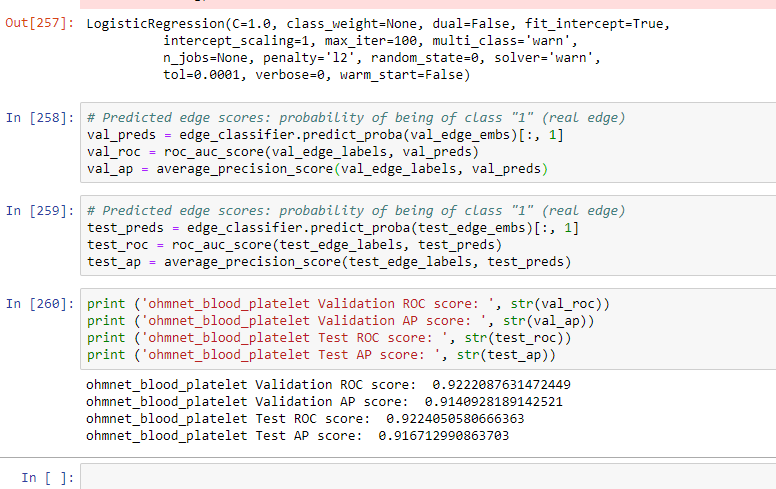 Out[257]: LogisticRegression(C=1.0, class_weight=None, dual=False, fit_intercept=True,
intercept_scaling=1, max_iter=100, multi_class='warn',
n_jobs=None, penalty='l2', random_state=0, solver='warn',
tol=0.0001, verbose=0, warm_start=False)
In [258]: # Predicted edge scores: probability of being of class "1" (real edge)
val_preds = edge_classifier.predict_proba(val_edge_embs)[:, 1]
val_roc = roc_auc_score(val_edge_labels, val_preds)
val_ap = average_precision_score(val_edge_labels, val_preds)
In [259]: # Predicted edge scores: probability of being of class "1" (real edge)
test_preds = edge_classifier.predict_proba(test_edge_embs)[:, 1]
test_roc = roc_auc_score(test_edge_labels, test_preds)
test_ap = average_precision_score(test_edge_labels, test_preds)
In [260]: print ('ohmnet_blood_platelet Validation ROC score: ', str(val_roc))
print ('ohmnet_blood_platelet Validation AP score: ', str(val_ap))
print ('ohmnet_blood_platelet Test ROC score: ', str(test_roc))
print ('ohmnet_blood_platelet Test AP score: ', str(test_ap))
ohmnet_blood_platelet Validation ROC score:  0.9222087631472449
ohmnet_blood_platelet Validation AP score:  0.9140928189142521
ohmnet_blood_platelet Test ROC score:  0.9224050580666363
ohmnet_blood_platelet Test AP score:  0.916712990863703
In [ ]: